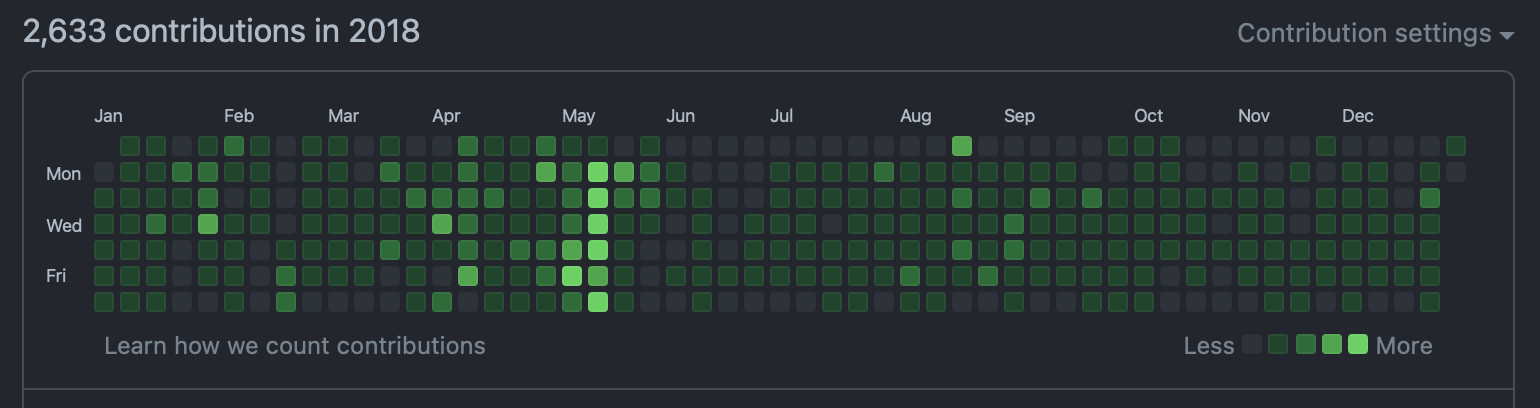 2,633 contributions in 2018
Contribution settings
Jan Feb Mar Apr May Jun Jul Aug Sep Oct Nov Dec
Mon
Wed
Fri
Learn how we count contributions
Less More